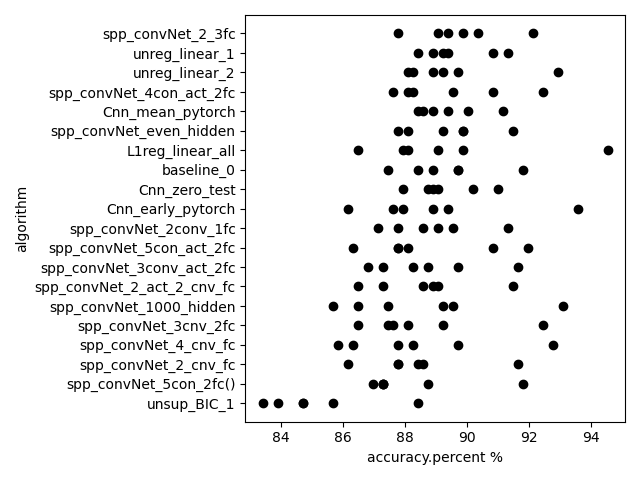 spp_convNet_2_3fc
unreg_linear_1
unreg_linear_2
spp_convNet_4con_act_2fc
Cnn_mean_pytorch
spp_convNet_even_hidden
L1reg_linear_all
baseline_0
Cnn_zero_test
Cnn_early_pytorch
spp_convNet_2conv_1fc
spp_convNet_5con_act_2fc
spp_convNet_3conv_act_2fc
spp_convNet_2_act_2_cnv_fc
spp_convNet_1000_hidden
spp_convNet_3cnv_2fc
spp_convNet_4_cnv_fc
spp_convNet_2_cnv_fc
spp_convNet_5con_2fc()
unsup_BIC_1
algorithm
84 86 88 90 92 94
accuracy.percent %